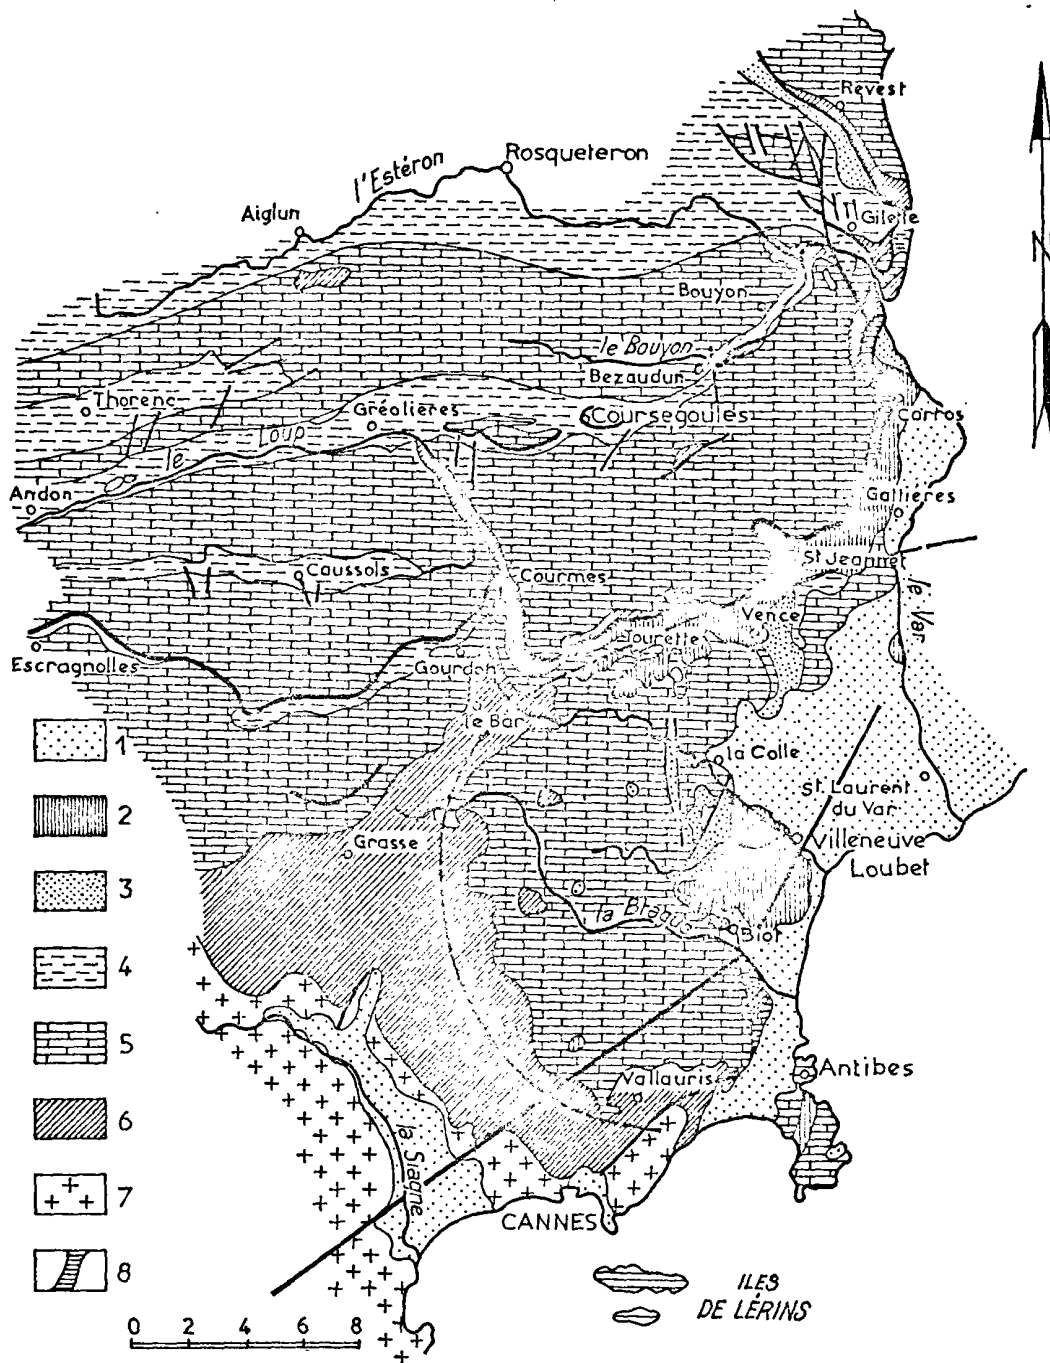 Revest
Rosqueteron
l'Estéron
Aiglun
Gilette
N
Bouyon
le Bouyon
Bezaudun
Thorenc
Gréolières
Coursegoules
le Loup
Carros
Andon
Gattières
St Jeannet
Caussols
Courmes
le Var
Vence
Tourette
Escragnolles
Gourdon
le Bar
1
la Colle
St. Laurent
du Var
2
Villeneuve
Loubet
Grasse
3
la Brague
Biot
4
5
Antibes
Vallauris
6
la Siagne
7
CANNES
8
ILES
DE LÉRINS
0 2 4 6 8